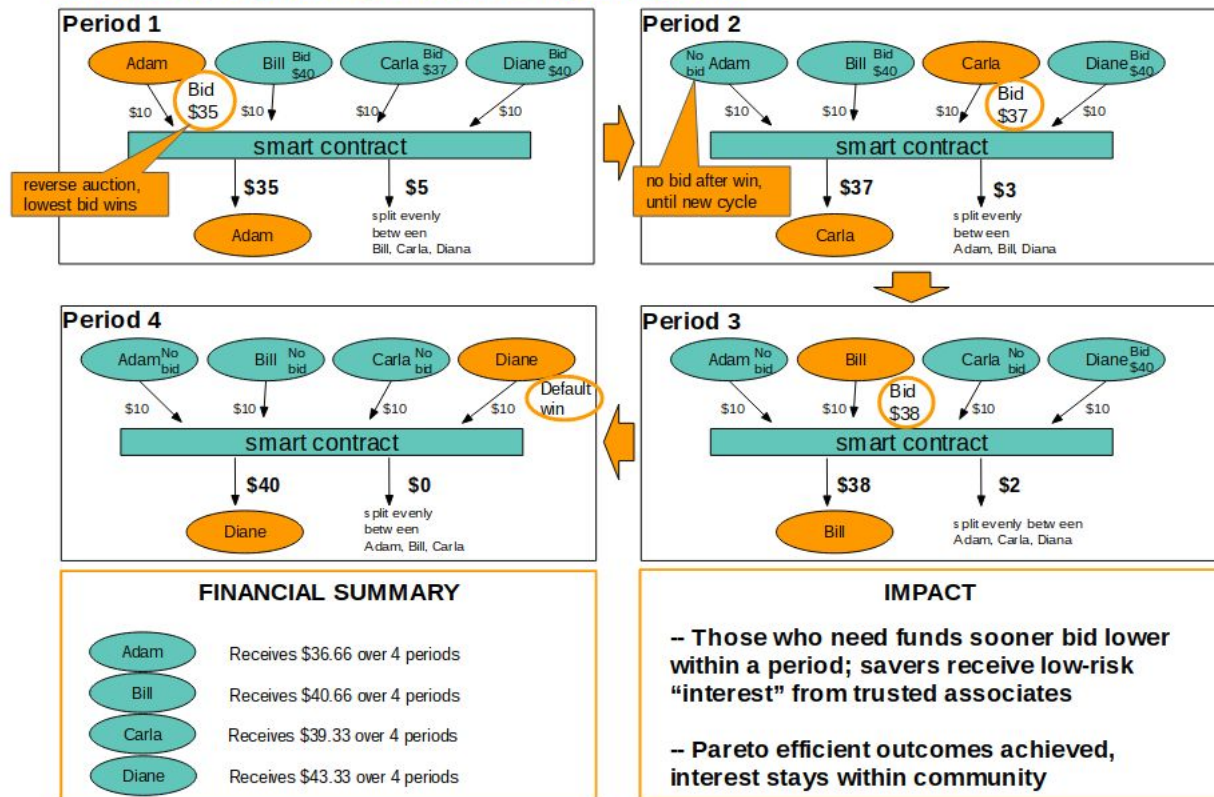 Period 1
Adam
Bill
Bid
$40
Carla
Bid
$37
Diane
Bid
$40
$10
Bid
$35
$10
$10
$10
smart contract
reverse auction,
lowest bid wins
$35
$5
split evenly
between
Bill, Carla, Diana
Adam
Period 2
No
bid
Adam
Bill
Bid
$40
Carla
Diane
Bid
$40
$10
$10
$10
Bid
$37
$10
smart contract
no bid after win,
until new cycle
$37
$3
split evenly
between
Adam, Bill, Diana
Carla
Period 4
Adam
No
bid
Bill
No
bid
Carla
No
bid
Diane
$10
$10
$10
$10
Default
win
smart contract
$40
$0
split evenly
between
Adam, Bill, Carla
Diane
Period 3
Adam
No
bid
Bill
Carla
No
bid
Diane
Bid
$40
$10
$10
Bid
$38
$10
$10
smart contract
$38
$2
split evenly between
Adam, Carla, Diana
Bill
FINANCIAL SUMMARY
Adam
Receives $36.66 over 4 periods
Bill
Receives $40.66 over 4 periods
Carla
Receives $39.33 over 4 periods
Diane
Receives $43.33 over 4 periods
IMPACT
-- Those who need funds sooner bid lower
within a period; savers receive low-risk
“interest” from trusted associates
-- Pareto efficient outcomes achieved,
interest stays within community